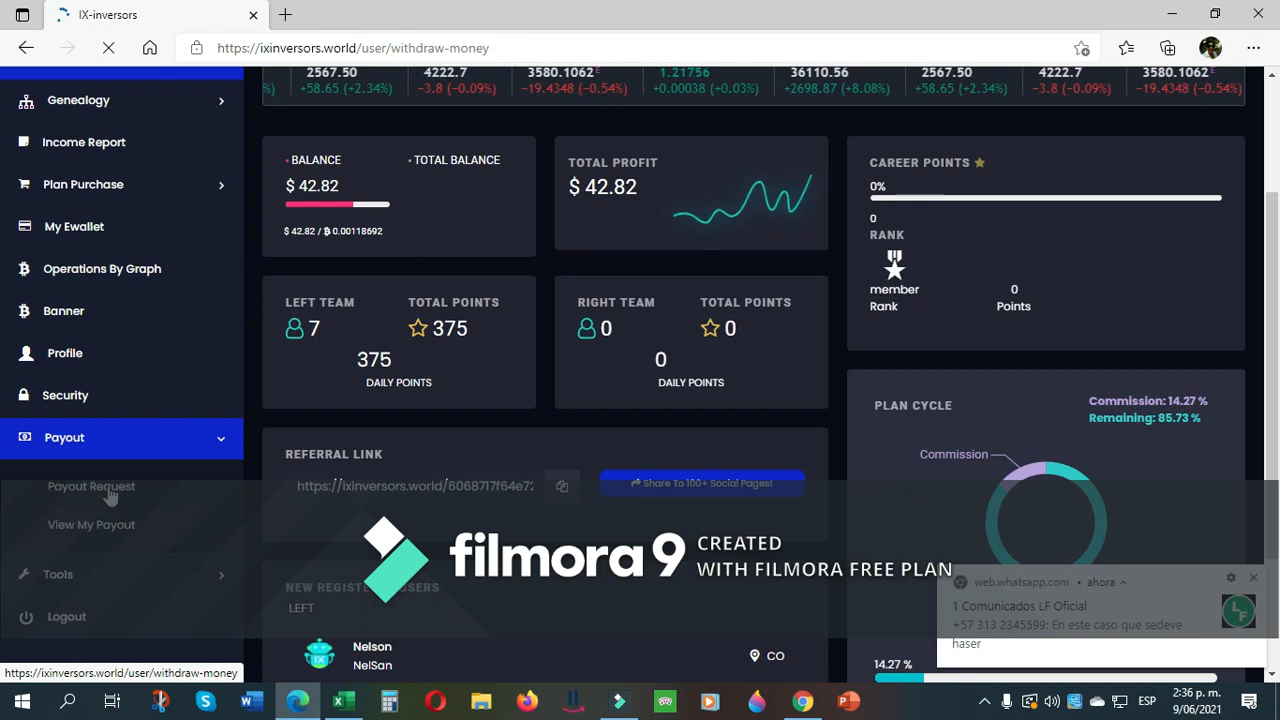 IX-inversors
https://ixinversors.world/user/withdraw-money
2567.50 4222.7 3580.1062E 1.21756 36110.56 2567.50 4222.7 3580.1062E
%) +58.65 (+2.34%) −3.8 (−0.09%) −19.4348 (−0.54%) +0.00038 (+0.03%) +2698.87 (+8.08%) +58.65 (+2.34%) −3.8 (−0.09%) −19.4348 (−0.54%)
Genealogy
Income Report
Plan Purchase
My Ewallet
Operations By Graph
Banner
Profile
Security
Payout
Payout Request
View My Payout
Tools
Logout
BALANCE TOTAL BALANCE
$ 42.82
$ 42.82 / ₿ 0.00118692
TOTAL PROFIT
$ 42.82
CAREER POINTS
0%
0
RANK
member 0
Rank Points
LEFT TEAM TOTAL POINTS
7 375
375
DAILY POINTS
RIGHT TEAM TOTAL POINTS
0 0
0
DAILY POINTS
PLAN CYCLE
Commission: 14.27 %
Remaining: 85.73 %
Commission
REFERRAL LINK
https://ixinversors.world/6068717f64e72
Share To 100+ Social Pages!
filmora 9 CREATED
WITH FILMORA FREE PLAN
NEW REGISTERED USERS
LEFT
Nelson
NelSan
CO
web.whatsapp.com • ahora
1 Comunicados LF Oficial
LF
+57 313 2345599: En este caso que sedeve
haser
14.27 %
https://ixinversors.world/user/withdraw-money
ESP
2:36 p. m.
9/06/2021